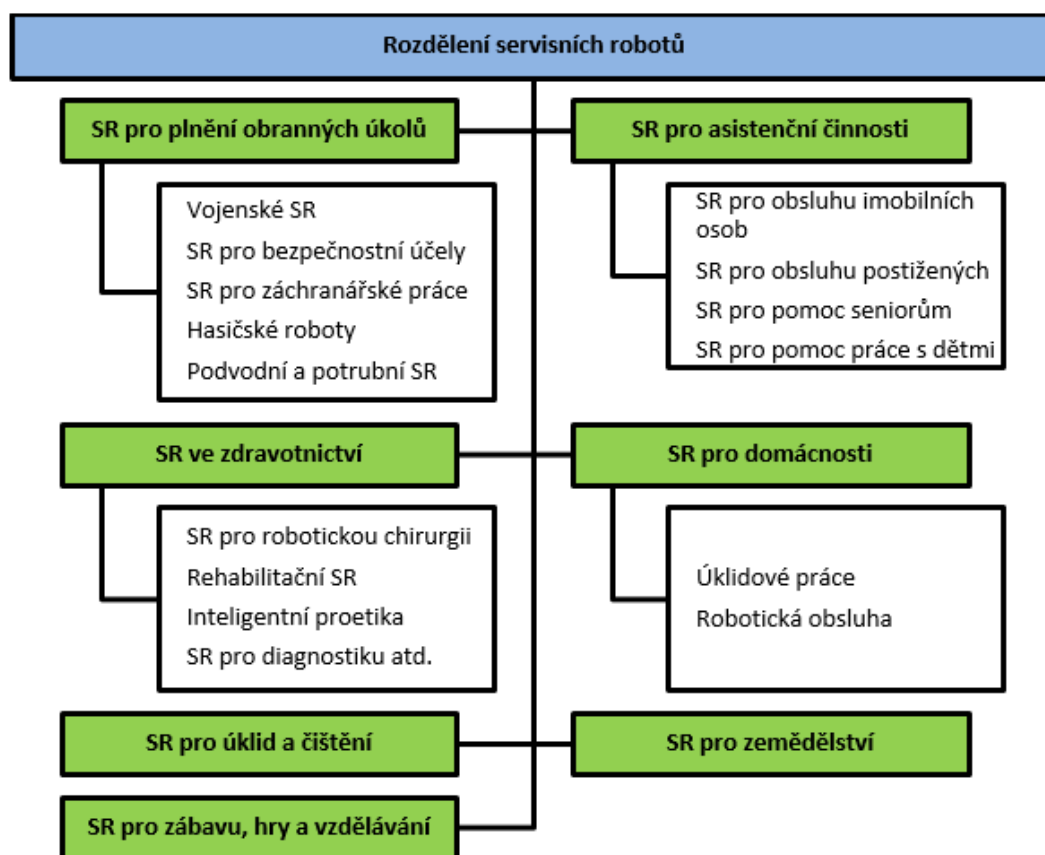 Rozdělení servisních robotů
SR pro plnění obranných úkolů
SR pro asistenční činnosti
Vojenské SR
SR pro bezpečnostní účely
SR pro záchranářské práce
Hasičské roboty
Podvodní a potrubní SR
SR pro obsluhu imobilních
osob
SR pro obsluhu postižených
SR pro pomoc seniorům
SR pro pomoc práce s dětmi
SR ve zdravotnictví
SR pro domácnosti
SR pro robotickou chirurgii
Rehabilitační SR
Inteligentní proetika
SR pro diagnostiku atd.
Úklidové práce
Robotická obsluha
SR pro úklid a čištění
SR pro zemědělství
SR pro zábavu, hry a vzdělávání